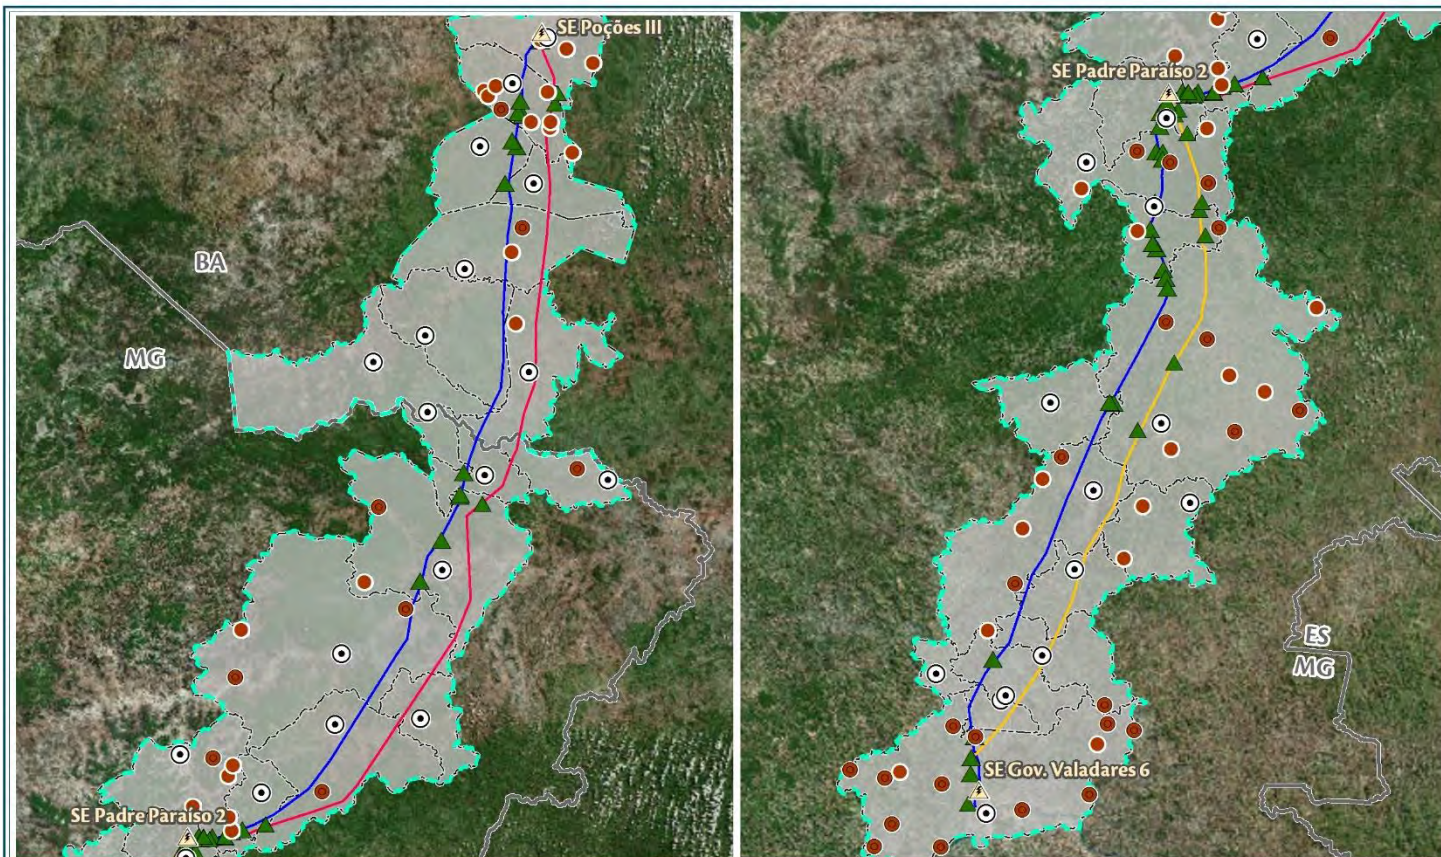 SE Poções III
BA
MG
SE Padre Paraíso 2
SE Padre Paraíso 2
ES
MG
SE Gov. Valadares 6